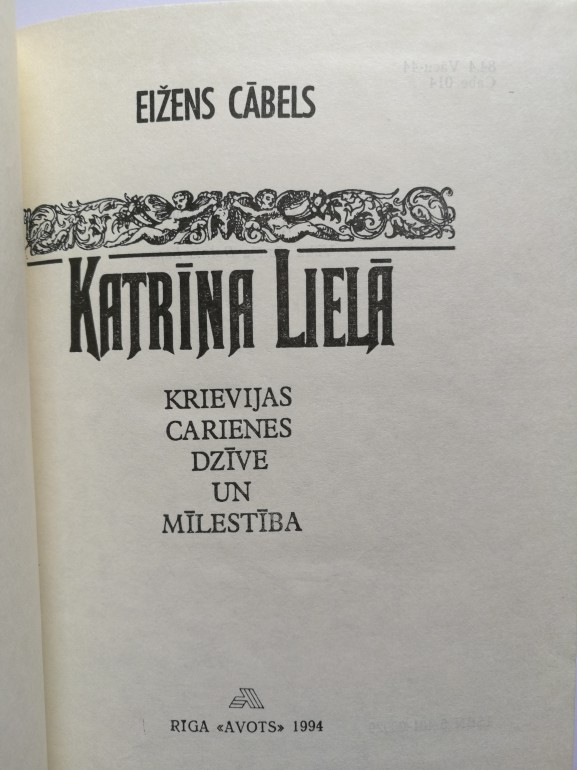 EIŽENS CĀBELS
KATRĪNA LIELĀ
KRIEVIJAS
CARIENES
DZĪVE
UN
MĪLESTĪBA
RĪGA «AVOTS» 1994